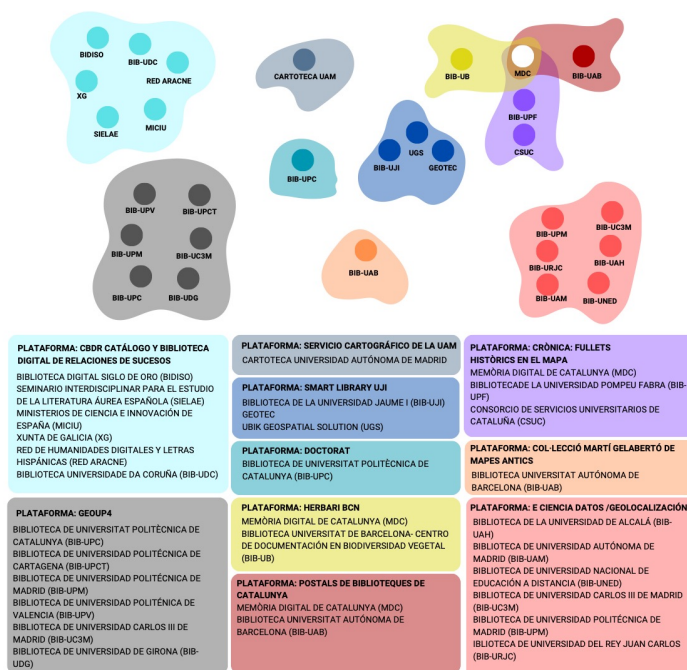 BIDISO
BIB-UDC
RED ARACNE
XG
SIELAE
MICIU
CARTOTECA UAM
BIB-UB
MDC
BIB-UAB
BIB-UPF
CSUC
BIB-UPC
UGS
BIB-UJI
GEOTEC
BIB-UPV
BIB-UPCT
BIB-UPM
BIB-UC3M
BIB-UPC
BIB-UDG
BIB-UAB
BIB-UPM
BIB-UC3M
BIB-URJC
BIB-UAH
BIB-UAM
BIB-UNED
PLATAFORMA: CBDR CATÁLOGO Y BIBLIOTECA
DIGITAL DE RELACIONES DE SUCESOS
BIBLIOTECA DIGITAL SIGLO DE ORO (BIDISO)
SEMINARIO INTERDISCIPLINAR PARA EL ESTUDIO
DE LA LITERATURA ÁUREA ESPAÑOLA (SIELAE)
MINISTERIOS DE CIENCIA E INNOVACIÓN DE
ESPAÑA (MICIU)
XUNTA DE GALICIA (XG)
RED DE HUMANIDADES DIGITALES Y LETRAS
HISPÁNICAS (RED ARACNE)
BIBLIOTECA UNIVERSIDADE DA CORUÑA (BIB-UDC)
PLATAFORMA: GEOUP4
BIBLIOTECA DE UNIVERSITAT POLITÈCNICA DE
CATALUNYA (BIB-UPC)
BIBLIOTECA DE UNIVERSIDAD POLITÉCNICA DE
CARTAGENA (BIB-UPCT)
BIBLIOTECA DE UNIVERSIDAD POLITÉCNICA DE
MADRID (BIB-UPM)
BIBLIOTECA DE UNIVERSIDAD POLITÉNICA DE
VALENCIA (BIB-UPV)
BIBLIOTECA DE UNIVERSIDAD CARLOS III DE
MADRID (BIB-UC3M)
BIBLIOTECA DE UNIVERSIDAD DE GIRONA (BIB-
UDG)
PLATAFORMA: SERVICIO CARTOGRÁFICO DE LA UAM
CARTOTECA UNIVERSIDAD AUTÓNOMA DE MADRID
PLATAFORMA: SMART LIBRARY UJI
BIBLIOTECA DE LA UNIVERSITAT JAUME I (BIB-UJI)
GEOTEC
UBIK GEOSPATIAL SOLUTION (UGS)
PLATAFORMA: DOCTORAT
BIBLIOTECA DE UNIVERSITAT POLITÈCNICA DE
CATALUNYA (BIB-UPC)
PLATAFORMA: HERBARI BCN
MEMÒRIA DIGITAL DE CATALUNYA (MDC)
BIBLIOTECA UNIVERSITAT DE BARCELONA- CENTRO
DE DOCUMENTACIÓN EN BIODIVERSIDAD VEGETAL
(BIB-UB)
PLATAFORMA: POSTALS DE BIBLIOTEQUES DE
CATALUNYA
MEMÒRIA DIGITAL DE CATALUNYA (MDC)
BIBLIOTECA UNIVERSITAT AUTÓNOMA DE
BARCELONA (BIB-UAB)
PLATAFORMA: CRÒNICA: FULLETS
HISTÒRICS EN EL MAPA
MEMÒRIA DIGITAL DE CATALUNYA (MDC)
BIBLIOTECADE LA UNIVERSIDAD POMPEU FABRA (BIB-
UPF)
CONSORCIO DE SERVICIOS UNIVERSITARIOS DE
CATALUÑA (CSUC)
PLATAFORMA: COL·LECCIÓ MARTÍ GELABERTÓ DE
MAPES ANTICS
BIBLIOTECA UNIVERSITAT AUTÓNOMA DE
BARCELONA (BIB-UAB)
PLATAFORMA: E CIENCIA DATOS /GEOLOCALIZACIÓN
BIBLIOTECA DE LA UNIVERSIDAD DE ALCALÁ (BIB-
UAH)
BIBLIOTECA DE UNIVERSIDAD AUTÓNOMA DE
MADRID (BIB-UAM)
BIBLIOTECA DE UNIVERSIDAD NACIONAL DE
EDUCACIÓN A DISTANCIA (BIB-UNED)
BIBLIOTECA DE UNIVERSIDAD CARLOS III DE MADRID
(BIB-UC3M)
BIBLIOTECA DE UNIVERSIDAD POLITÉCNICA DE
MADRID (BIB-UPM)
IBLIOTECA DE UNIVERSIDAD DEL REY JUAN CARLOS
(BIB-URJC)